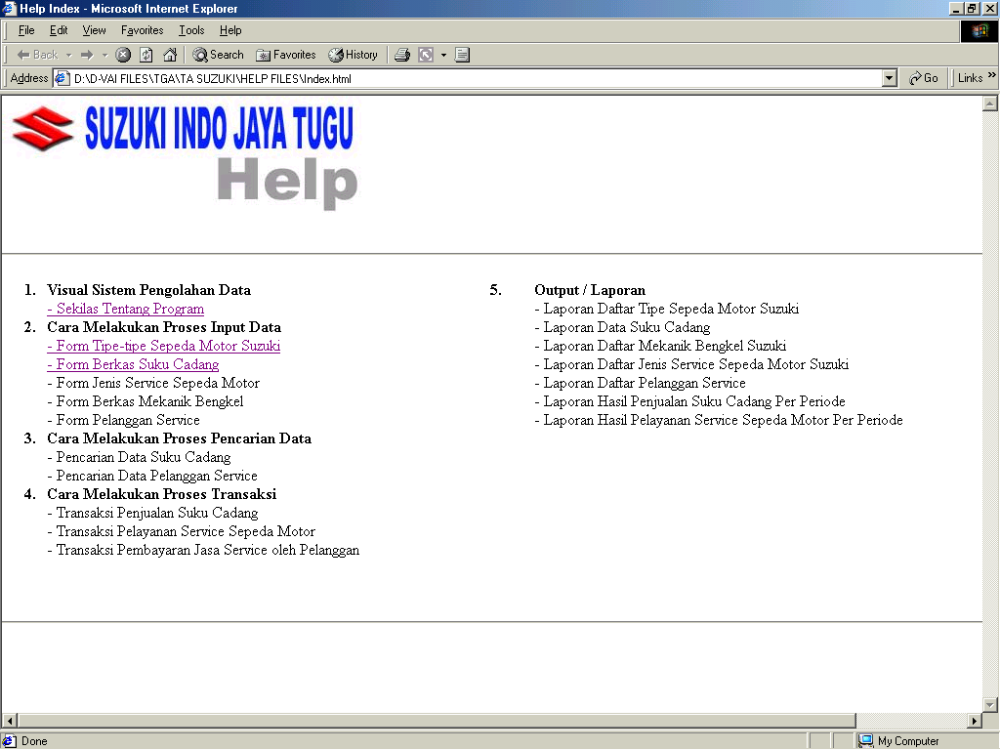 Help Index - Microsoft Internet Explorer
File Edit View Favorites Tools Help
Back Search Favorites History
Address D:\D-VAI FILES\TGA\TA SUZUKI\HELP FILES\Index.html Go Links »
SUZUKI INDO JAYA TUGU
Help
1. Visual Sistem Pengolahan Data
- Sekilas Tentang Program
2. Cara Melakukan Proses Input Data
- Form Tipe-tipe Sepeda Motor Suzuki
- Form Berkas Suku Cadang
- Form Jenis Service Sepeda Motor
- Form Berkas Mekanik Bengkel
- Form Pelanggan Service
3. Cara Melakukan Proses Pencarian Data
- Pencarian Data Suku Cadang
- Pencarian Data Pelanggan Service
4. Cara Melakukan Proses Transaksi
- Transaksi Penjualan Suku Cadang
- Transaksi Pelayanan Service Sepeda Motor
- Transaksi Pembayaran Jasa Service oleh Pelanggan
5. Output / Laporan
- Laporan Daftar Tipe Sepeda Motor Suzuki
- Laporan Data Suku Cadang
- Laporan Daftar Mekanik Bengkel Suzuki
- Laporan Daftar Jenis Service Sepeda Motor Suzuki
- Laporan Daftar Pelanggan Service
- Laporan Hasil Penjualan Suku Cadang Per Periode
- Laporan Hasil Pelayanan Service Sepeda Motor Per Periode
Done My Computer